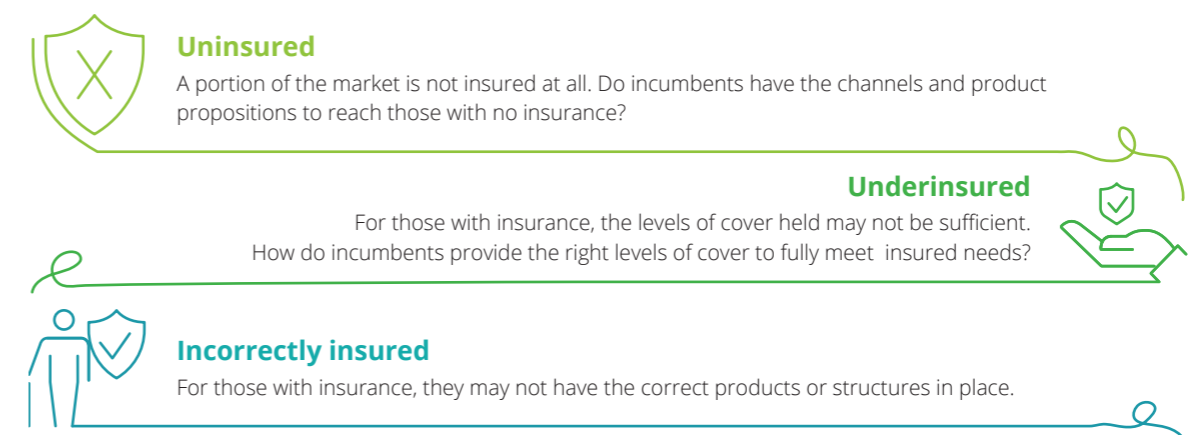 Uninsured
A portion of the market is not insured at all. Do incumbents have the channels and product
propositions to reach those with no insurance?
Underinsured
For those with insurance, the levels of cover held may not be sufficient.
How do incumbents provide the right levels of cover to fully meet insured needs?
Incorrectly insured
For those with insurance, they may not have the correct products or structures in place.